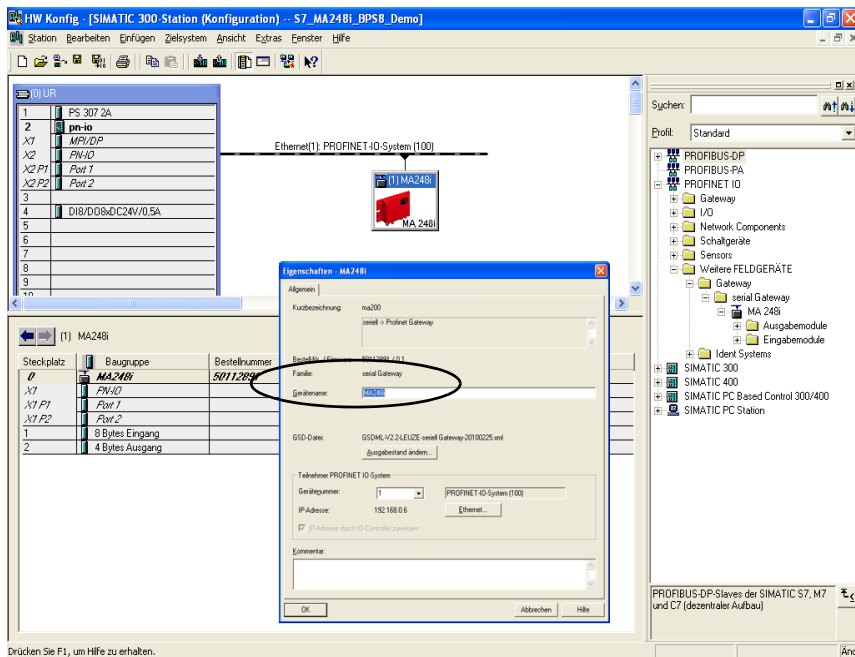 HW Konfig - [SIMATIC 300-Station (Konfiguration) -- S7_MA248i_BPS8_Demo]
Station Bearbeiten Einfügen Zielsystem Ansicht Extras Fenster Hilfe
(0) UR
1 PS 307 2A
2 pn-io
X1 MPI/DP
X2 PN-IO
X2 P1 Port 1
X2 P2 Port 2
3
4 DI8/DO8xDC24V/0,5A
5
6
7
8
9
10
Ethernet(1): PROFINET-IO-System (100)
(1) MA248i
MA 248i
Suchen:
Profil: Standard
PROFIBUS-DP
PROFIBUS-PA
PROFINET IO
Gateway
I/O
Network Components
Schaltgeräte
Sensors
Weitere FELDGERÄTE
Gateway
serial Gateway
MA 248i
Ausgabemodule
Eingabemodule
Ident Systems
SIMATIC 300
SIMATIC 400
SIMATIC PC Based Control 300/400
SIMATIC PC Station
PROFIBUS-DP-Slaves der SIMATIC S7, M7
und C7 (dezentraler Aufbau)
(1) MA248i
Steckplatz Baugruppe Bestellnummer
0 MA248i 50112891
X1 PN-IO
X1 P1 Port 1
X1 P2 Port 2
1 8 Bytes Eingang
2 4 Bytes Ausgang
Eigenschaften - MA248i
Allgemein
Kurzbezeichnung: ma200
seriell -> Profinet Gateway
Bestell-Nr. / Firmware: 50112891 / 0.1
Familie: serial Gateway
Gerätename: MA248i
GSD-Datei: GSDML-V2.2-LEUZE-seriell Gateway-20100225.xml
Ausgabestand ändern...
Teilnehmer PROFINET IO-System
Gerätenummer: 1 PROFINET-IO-System (100)
IP-Adresse: 192.168.0.6 Ethernet...
IP-Adresse durch IO-Controller zuweisen
Kommentar:
OK Abbrechen Hilfe
Drücken Sie F1, um Hilfe zu erhalten.
Änd